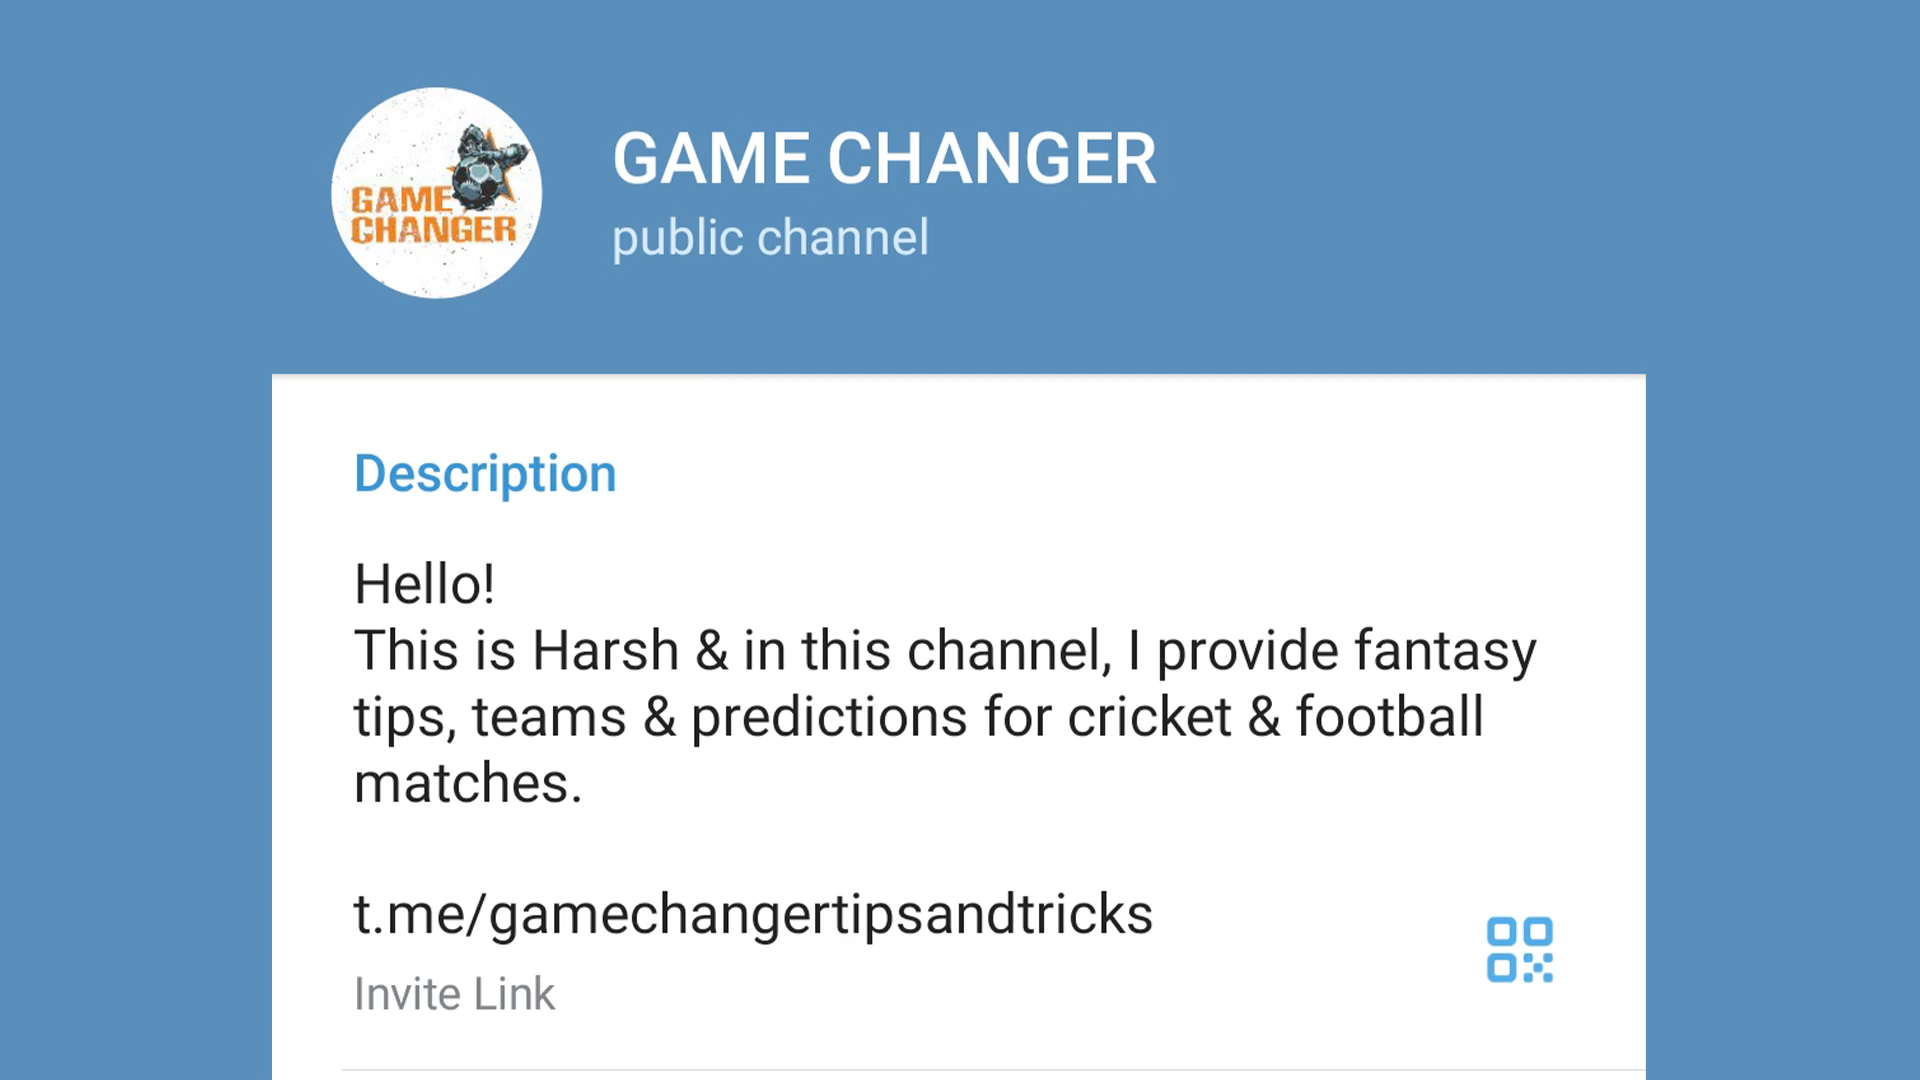 GAME
CHANGER
GAME CHANGER
public channel
Description
Hello!
This is Harsh & in this channel, I provide fantasy
tips, teams & predictions for cricket & football
matches.
t.me/gamechangertipsandtricks
Invite Link